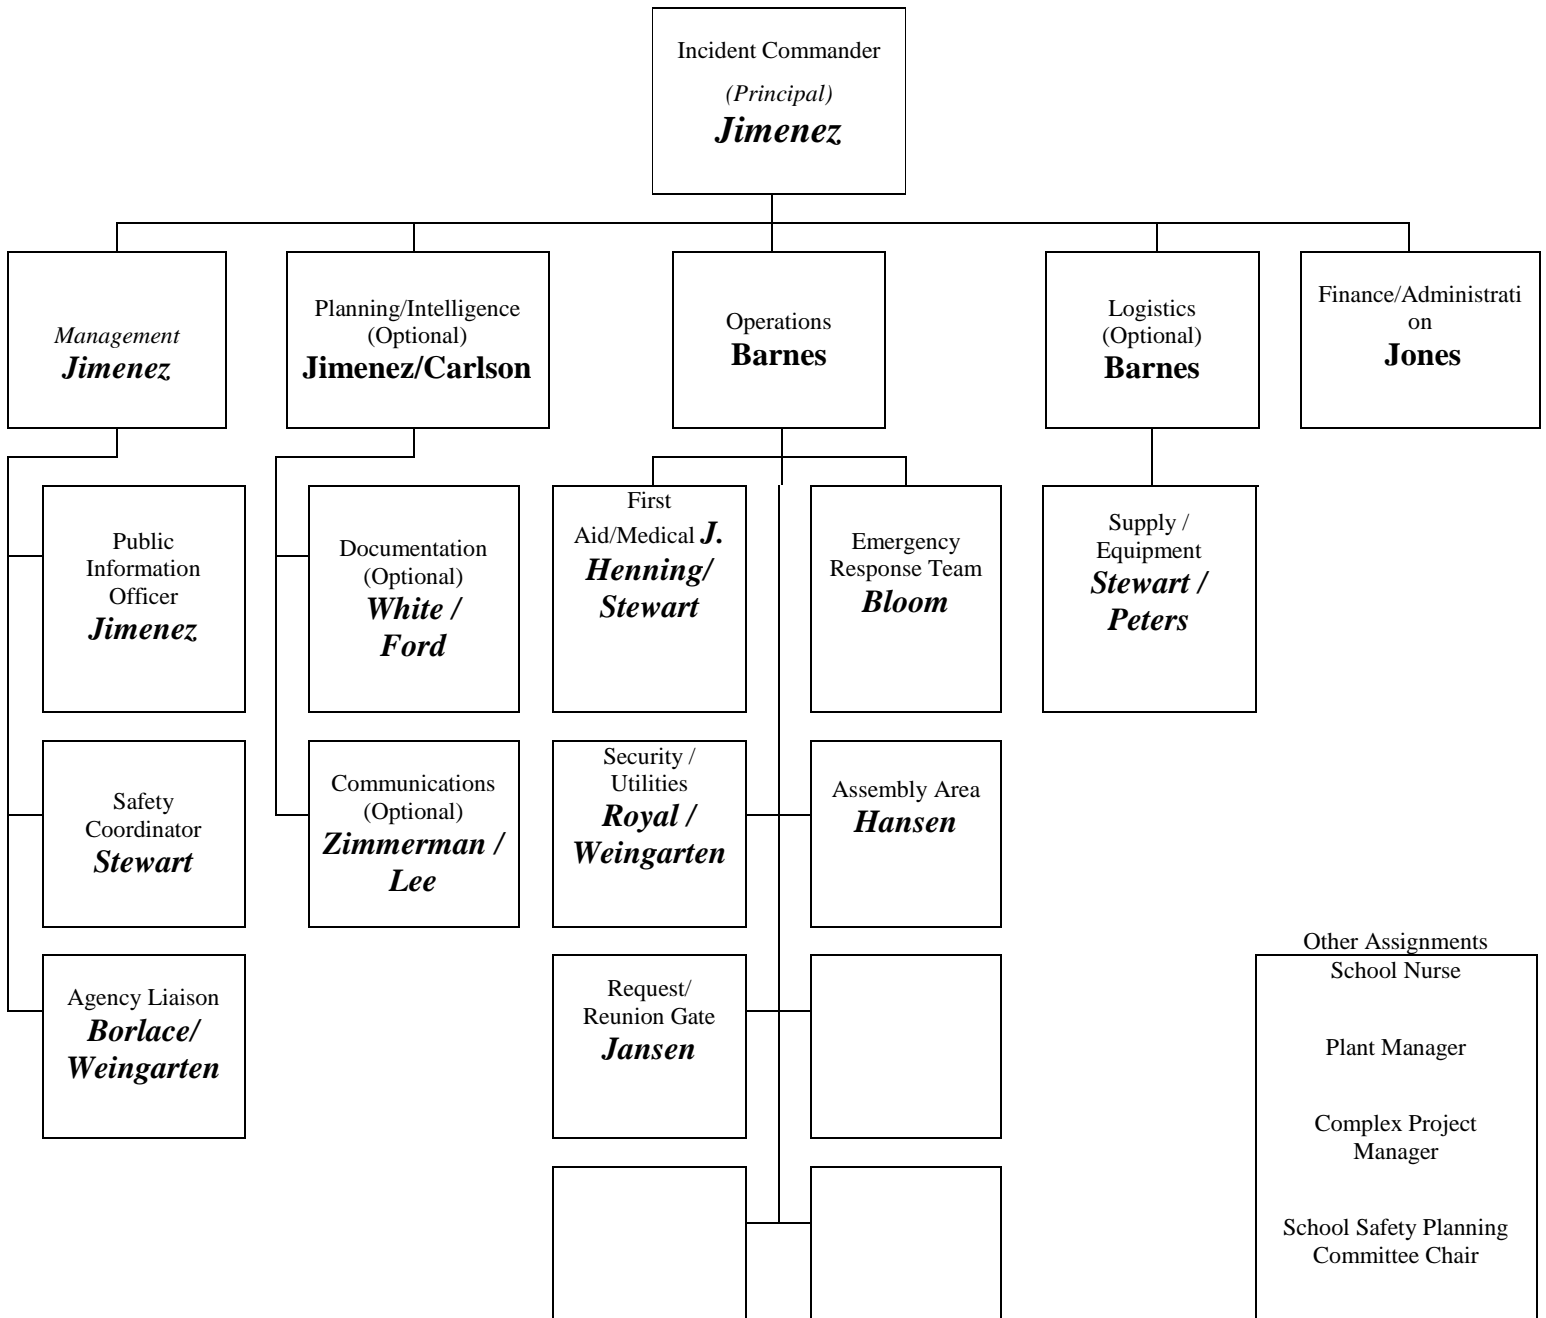 Incident Commander
(Principal)
Jimenez
Management
Jimenez
Planning/Intelligence
(Optional)
Jimenez/Carlson
Operations
Barnes
Logistics
(Optional)
Barnes
Finance/Administrati
on
Jones
Public
Information
Officer
Jimenez
Documentation
(Optional)
White /
Ford
First
Aid/Medical J.
Henning/
Stewart
Emergency
Response Team
Bloom
Supply /
Equipment
Stewart /
Peters
Safety
Coordinator
Stewart
Communications
(Optional)
Zimmerman /
Lee
Security /
Utilities
Royal /
Weingarten
Assembly Area
Hansen
Agency Liaison
Borlace/
Weingarten
Request/
Reunion Gate
Jansen
Other Assignments
School Nurse
Plant Manager
Complex Project
Manager
School Safety Planning
Committee Chair